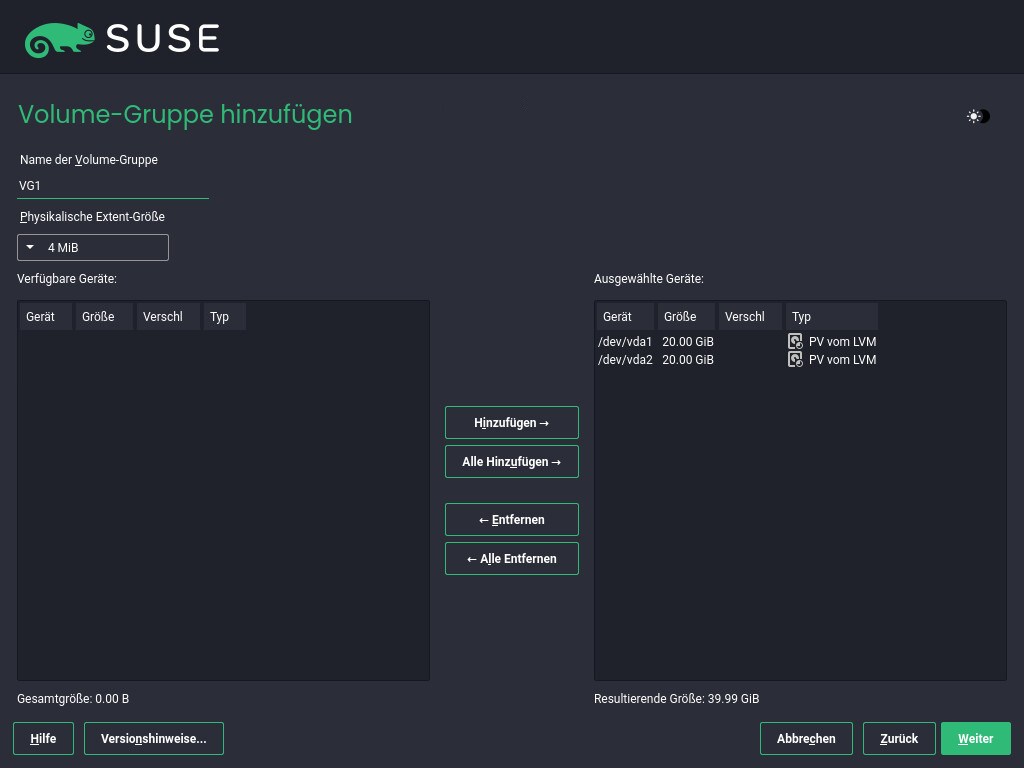 SUSE
Volume-Gruppe hinzufügen
Name der Volume-Gruppe
VG1
Physikalische Extent-Größe
4 MiB
Verfügbare Geräte:
Gerät Größe Verschl Typ
Hinzufügen →
Alle Hinzufügen →
← Entfernen
← Alle Entfernen
Ausgewählte Geräte:
Gerät Größe Verschl Typ
/dev/vda1 20.00 GiB PV vom LVM
/dev/vda2 20.00 GiB PV vom LVM
Gesamtgröße: 0.00 B
Resultierende Größe: 39.99 GiB
Hilfe Versionshinweise... Abbrechen Zurück Weiter